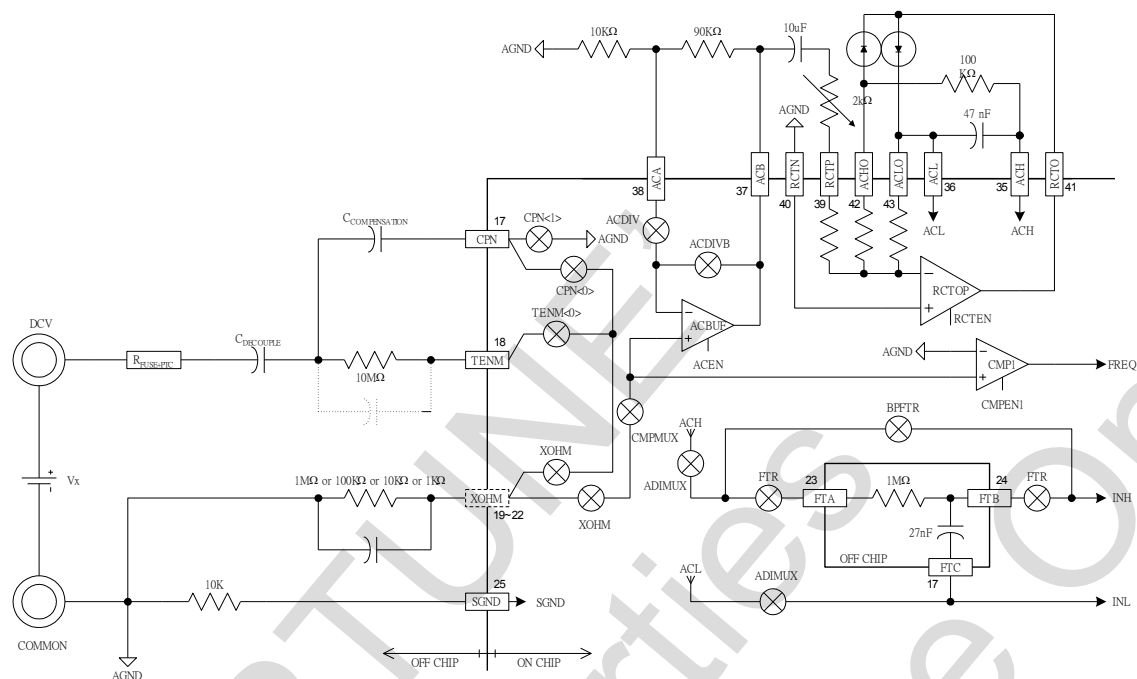 10KΩ
90KΩ
10uF
AGND
100
KΩ
2kΩ
AGND
47 nF
ACA
ACB
RCTN
RCTP
ACHO
ACLO
ACL
ACH
RCTO
38
37
40
39
42
43
36
35
41
ACL
ACH
C COMPENSATION
17
CPN
CPN<1>
AGND
ACDIV
ACDIVB
CPN<0>
RCTOP
RCTEN
DCV
C DECOUPLE
TENM<0>
18
TENM
ACBUF
ACEN
R FUSE+PTC
10MΩ
AGND
CMP1
FREQ
CMPEN1
CMPMUX
ACH
BPFTR
Vx
XOHM
1MΩ or 100KΩ or 10KΩ or 1KΩ
ADIMUX
FTR
23
FTA
1MΩ
24
FTB
FTR
INH
XOHM
19~22
XOHM
27nF
OFF CHIP
FTC
17
10K
25
SGND
SGND
ACL
ADIMUX
INL
COMMON
AGND
OFF CHIP
ON CHIP
RTUNE'
erties
e On